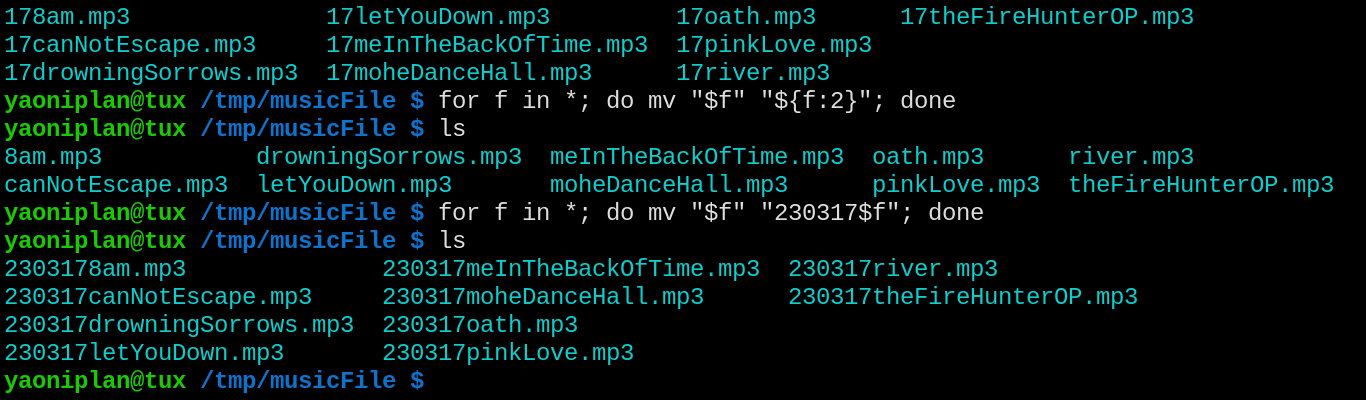 178am.mp3              17letYouDown.mp3         17oath.mp3      17theFireHunterOP.mp3
17canNotEscape.mp3     17meInTheBackOfTime.mp3  17pinkLove.mp3
17drowningSorrows.mp3  17moheDanceHall.mp3      17river.mp3
yaoniplan@tux /tmp/musicFile $ for f in *; do mv "$f" "${f:2}"; done
yaoniplan@tux /tmp/musicFile $ ls
8am.mp3           drowningSorrows.mp3  meInTheBackOfTime.mp3  oath.mp3      river.mp3
canNotEscape.mp3  letYouDown.mp3       moheDanceHall.mp3      pinkLove.mp3  theFireHunterOP.mp3
yaoniplan@tux /tmp/musicFile $ for f in *; do mv "$f" "230317$f"; done
yaoniplan@tux /tmp/musicFile $ ls
2303178am.mp3              230317meInTheBackOfTime.mp3  230317river.mp3
230317canNotEscape.mp3     230317moheDanceHall.mp3      230317theFireHunterOP.mp3
230317drowningSorrows.mp3  230317oath.mp3
230317letYouDown.mp3       230317pinkLove.mp3
yaoniplan@tux /tmp/musicFile $